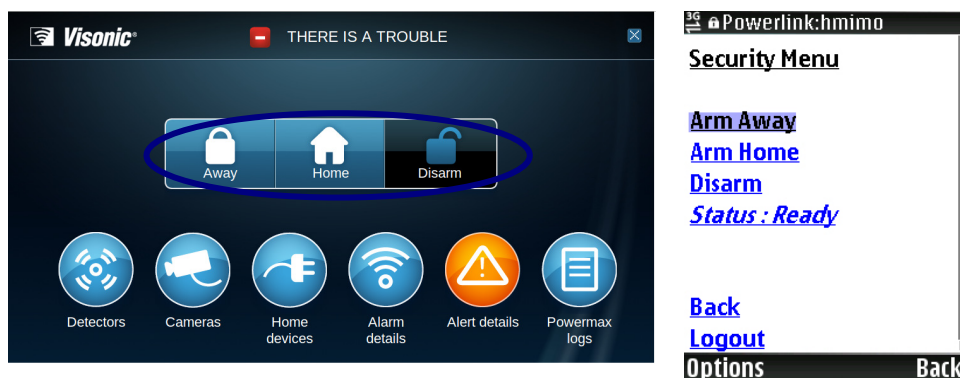 Visonic
THERE IS A TROUBLE
Away
Home
Disarm
Detectors
Cameras
Home
devices
Alarm
details
Alert details
Powermax
logs
3G Powerlink:hmimo
Security Menu
Arm Away
Arm Home
Disarm
Status : Ready
Back
Logout
Options Back